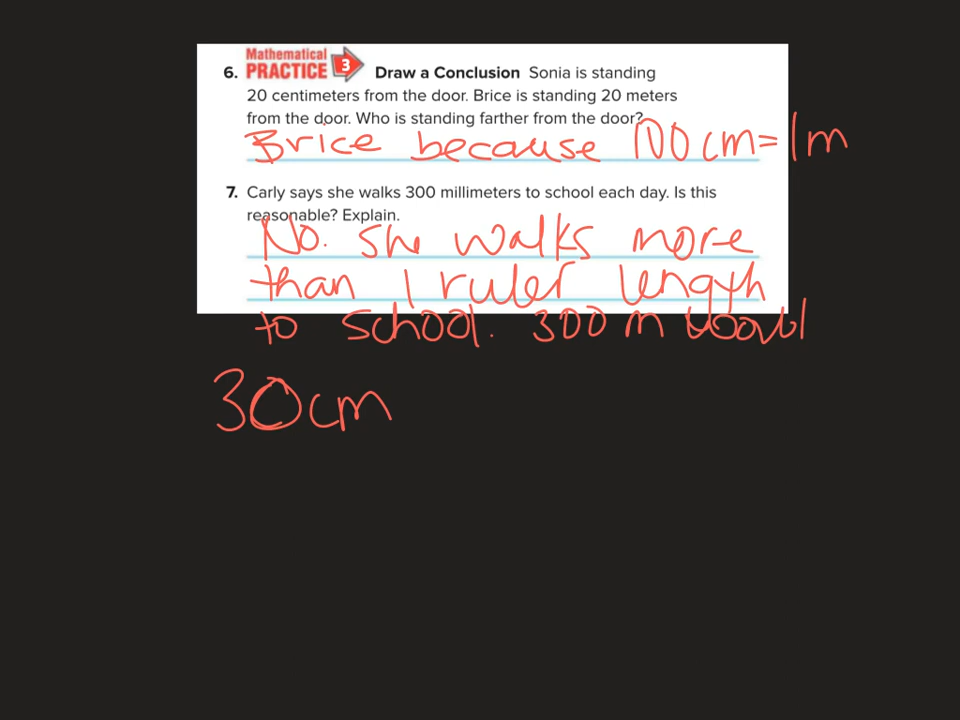 Mathematical
PRACTICE 3
6. Draw a Conclusion Sonia is standing
20 centimeters from the door. Brice is standing 20 meters
from the door. Who is standing farther from the door?
Brice because 100 cm = 1 m
7. Carly says she walks 300 millimeters to school each day. Is this
reasonable? Explain.
No. she walks more
than 1 ruler length
to school. 300 m would
30cm